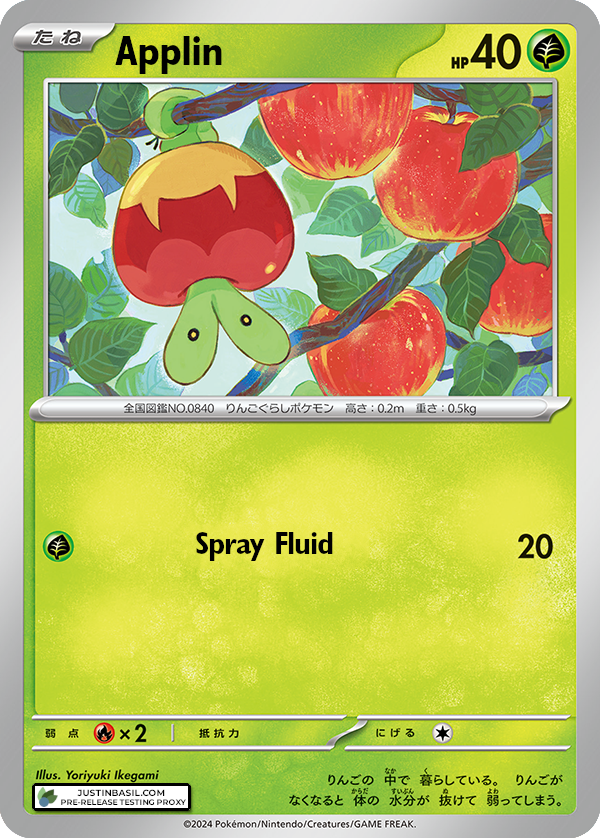 たね Applin HP40
全国図鑑NO.0840 りんごぐらしポケモン 高さ:0.2m 重さ:0.5kg
Spray Fluid 20
弱点 ×2 抵抗力 にげる
Illus. Yoriyuki Ikegami
JUSTINBASIL.COM
PRE-RELEASE TESTING PROXY
りんごの 中で 暮らしている。 りんごが
なくなると 体の 水分が 抜けて 弱ってしまう。
©2024 Pokémon/Nintendo/Creatures/GAME FREAK.